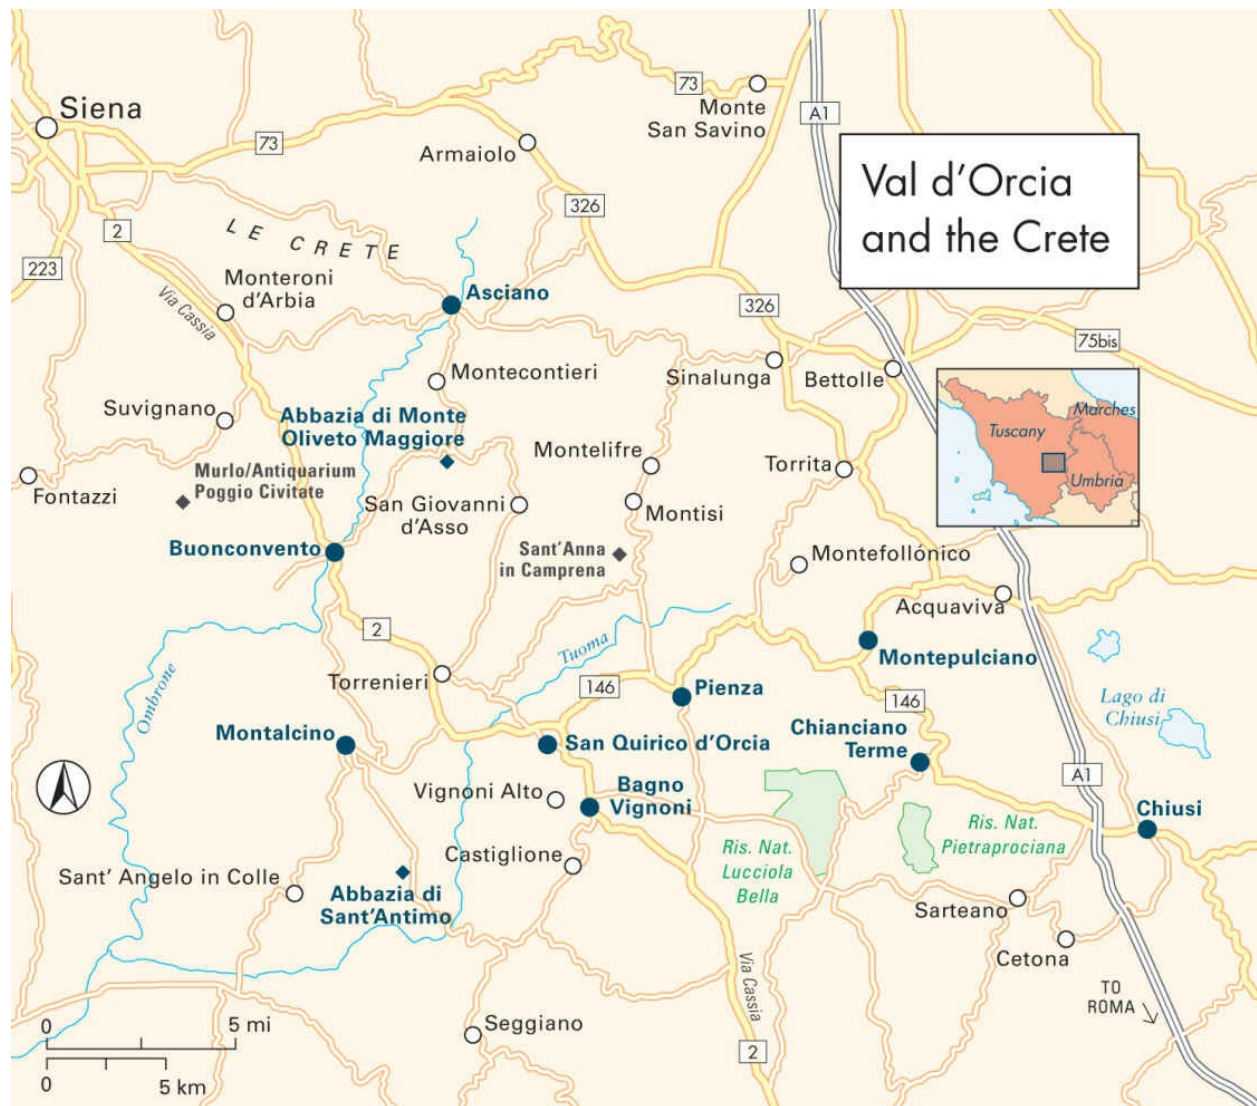 Siena
73
73
Monte
San Savino
A1
Armaiolo
Val d'Orcia
and the Crete
326
2
LE CRETE
223
Monteroni
d'Arbia
Via Cassia
Asciano
326
75bis
Montecontieri
Sinalunga
Bettolle
Marches
Tuscany
Umbria
Suvignano
Abbazia di Monte
Oliveto Maggiore
Montelifre
Torrita
Fontazzi
Murlo/Antiquarium
Poggio Civitate
San Giovanni
d'Asso
Montisi
Buonconvento
Sant'Anna
in Camprena
Montefollónico
Acquaviva
2
Tuoma
Montepulciano
Ombrone
Torrenieri
146
Pienza
146
Lago di
Chiusi
Montalcino
San Quirico d'Orcia
Chianciano
Terme
A1
Vignoni Alto
Bagno
Vignoni
Chiusi
Ris. Nat.
Pietraprociana
Ris. Nat.
Lucciola
Bella
Castiglione
Sant' Angelo in Colle
Abbazia di
Sant'Antimo
Sarteano
Cetona
Via Cassia
TO
ROMA
0
5 mi
Seggiano
2
0
5 km